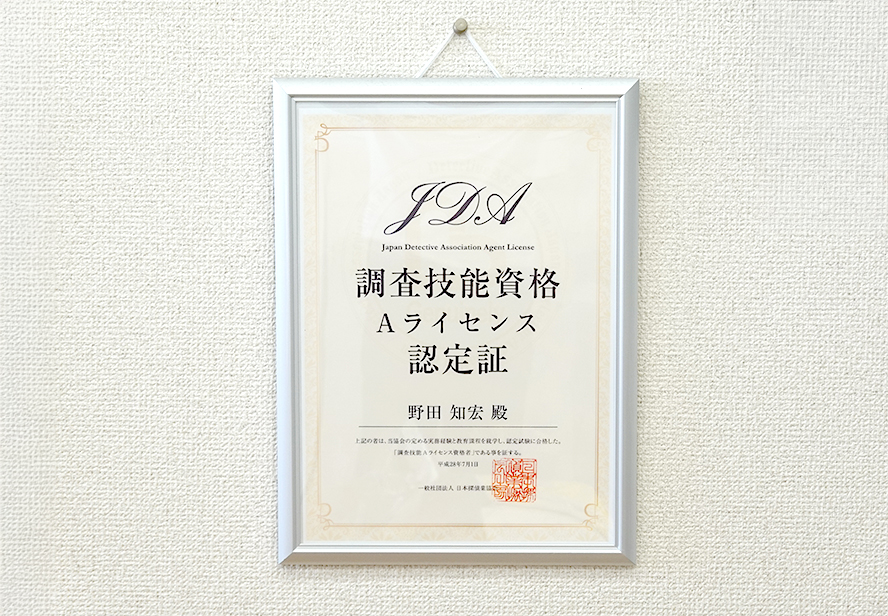 JDA
Japan Detective Association Agent License
調査技能資格
Aライセンス
認定証
野田 知宏 殿
上記の者は、当協会の定める実務経験と教育課程を就学し、認定試験に合格した。
「調査技能Aライセンス資格者」である事を証する。
平成28年7月1日
一般社団法人 日本探偵業協